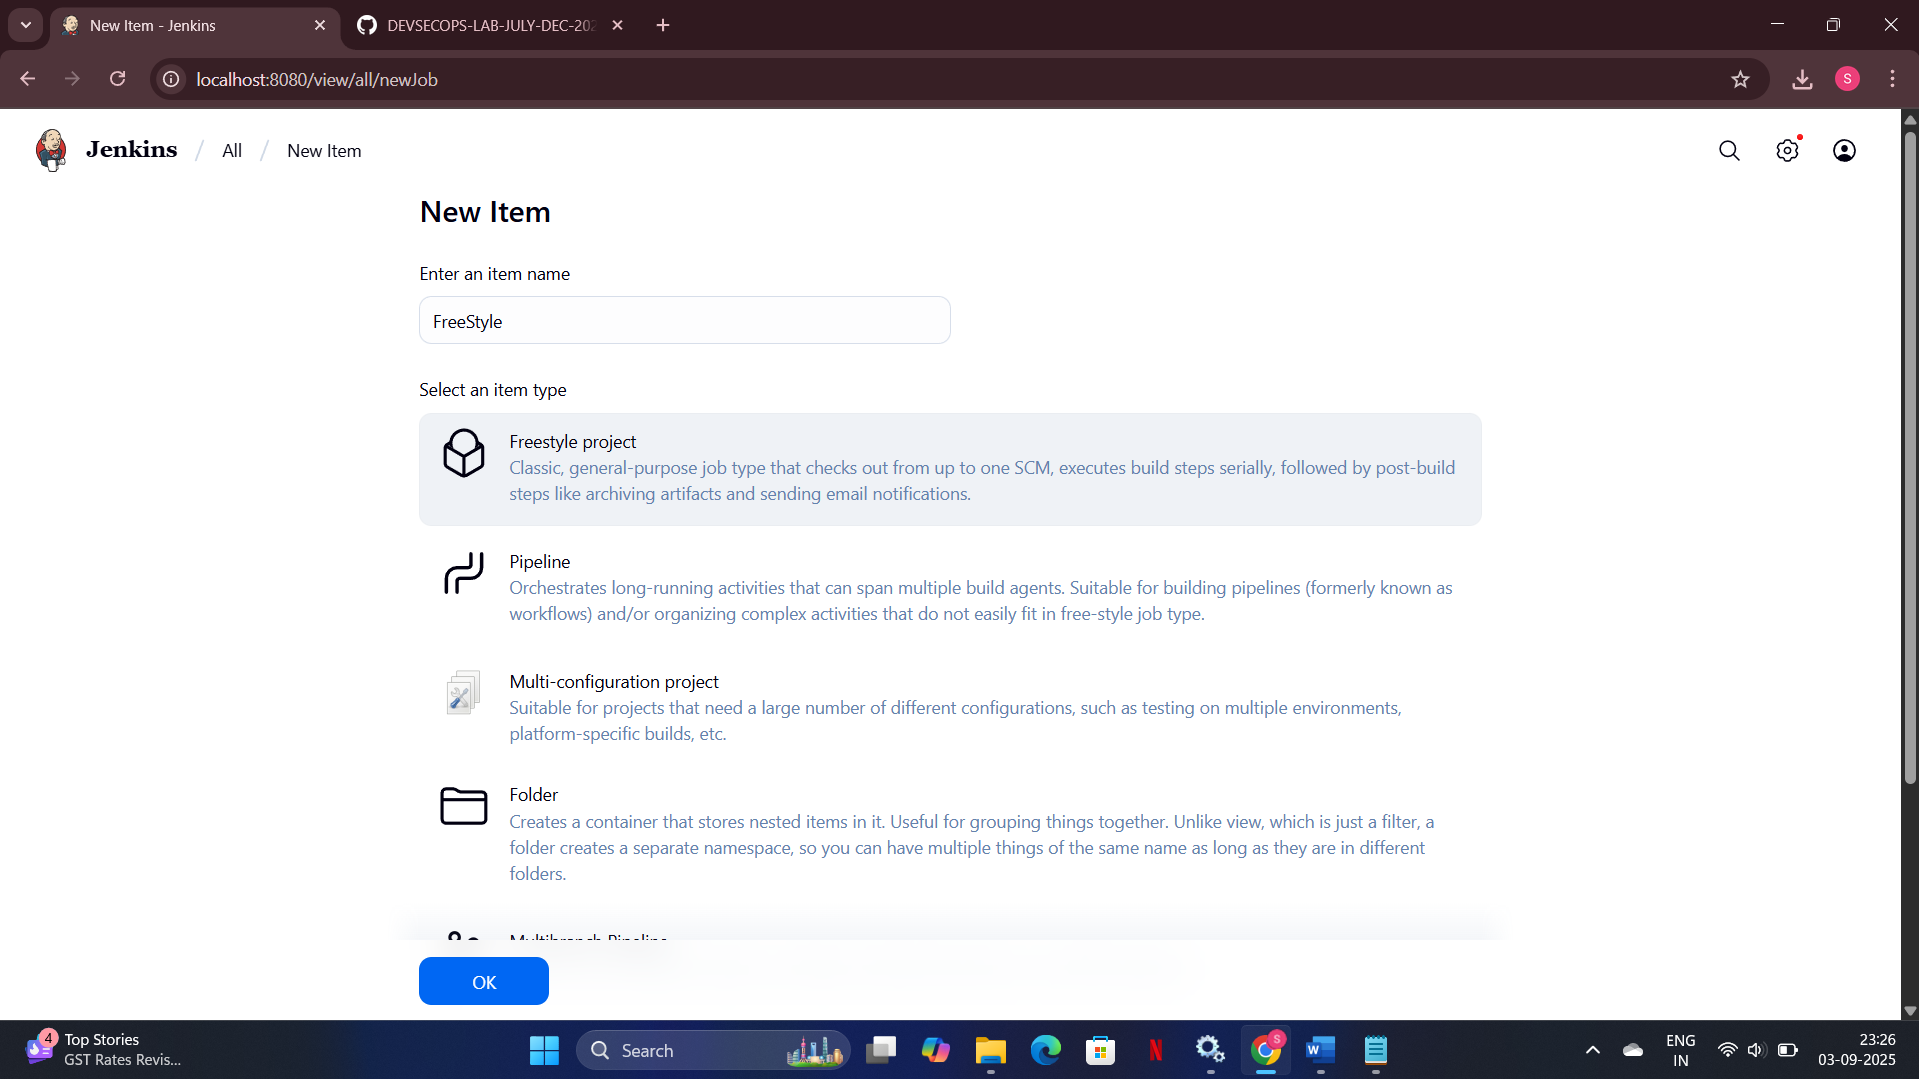 New Item - Jenkins
DEVSECOPS-LAB-JULY-DEC-202
localhost:8080/view/all/newJob
S
Jenkins / All / New Item
New Item
Enter an item name
FreeStyle
Select an item type
Freestyle project
Classic, general-purpose job type that checks out from up to one SCM, executes build steps serially, followed by post-build
steps like archiving artifacts and sending email notifications.
Pipeline
Orchestrates long-running activities that can span multiple build agents. Suitable for building pipelines (formerly known as
workflows) and/or organizing complex activities that do not easily fit in free-style job type.
Multi-configuration project
Suitable for projects that need a large number of different configurations, such as testing on multiple environments,
platform-specific builds, etc.
Folder
Creates a container that stores nested items in it. Useful for grouping things together. Unlike view, which is just a filter, a
folder creates a separate namespace, so you can have multiple things of the same name as long as they are in different
folders.
Multibranch Pipeline
OK
4
Top Stories
GST Rates Revis...
Search
N
S
W
ENG
IN
23:26
03-09-2025